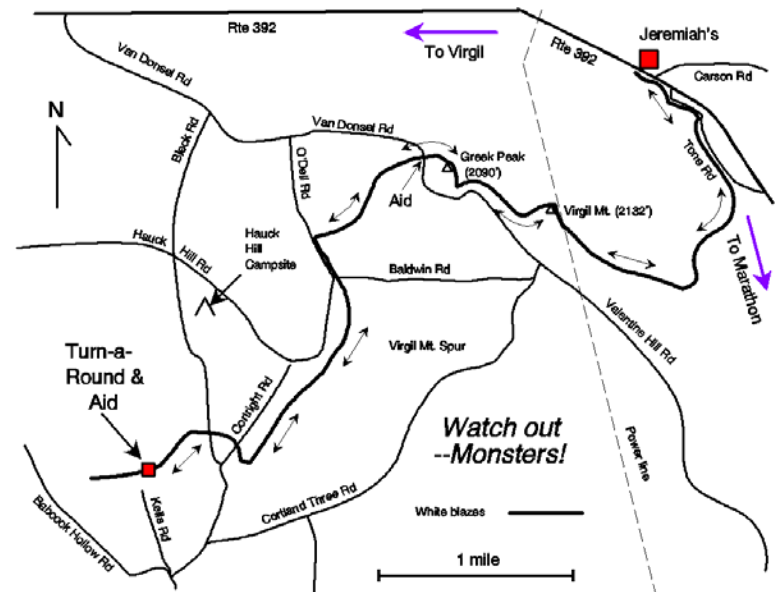 Rte 392
To Virgil
Rte 392
Jeremiah's
Carson Rd
Van Donsel Rd
N
Bleck Rd
Van Donsel Rd
O'Dell Rd
Greek Peak
(2090')
Aid
Tone Rd
Virgil Mt. (2132')
Hauck
Hill Rd
Hauck
Hill
Campsite
Baldwin Rd
To Marathon
Valentine Hill Rd
Virgil Mt. Spur
Turn-a-
Round &
Aid
Cortright Rd
Watch out
--Monsters!
Power line
Kells Rd
Babcock Hollow Rd
Cortland Three Rd
White blazes
1 mile